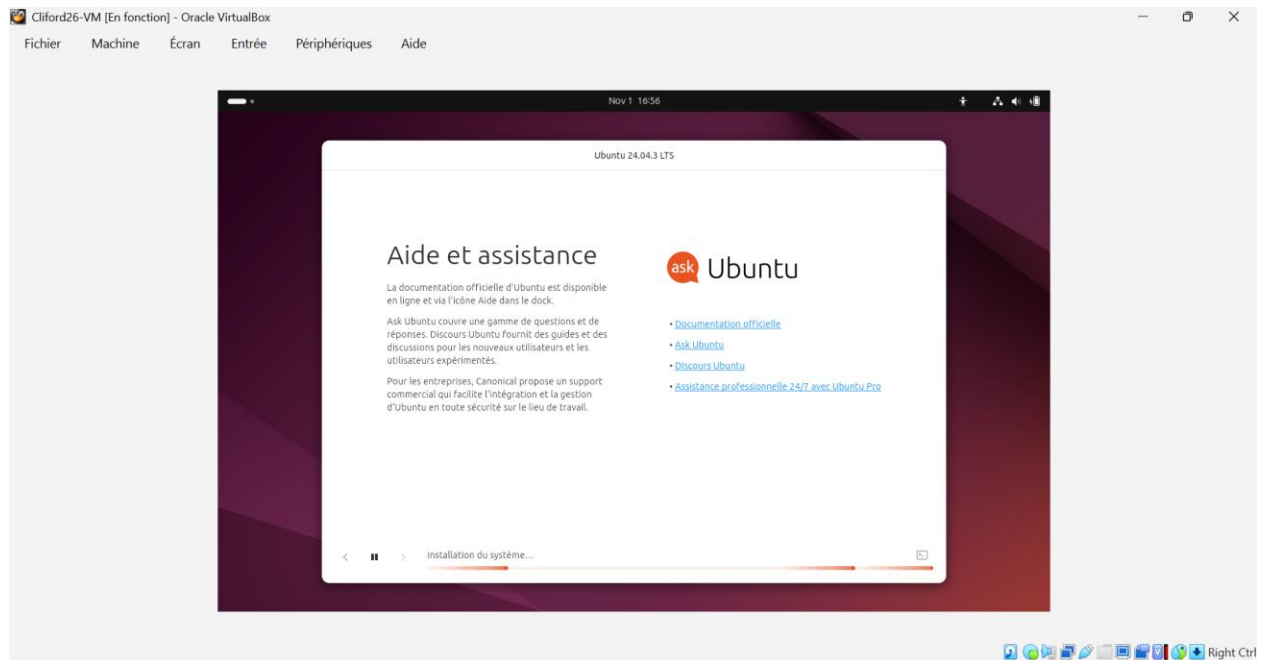 Cliford26-VM [En fonction] - Oracle VirtualBox
Fichier Machine Écran Entrée Périphériques Aide
Nov 1 16:56
Ubuntu 24.04.3 LTS
Aide et assistance
La documentation officielle d'Ubuntu est disponible
en ligne et via l'icône Aide dans le dock.
Ask Ubuntu couvre une gamme de questions et de
réponses. Discours Ubuntu fournit des guides et des
discussions pour les nouveaux utilisateurs et les
utilisateurs expérimentés.
Pour les entreprises, Canonical propose un support
commercial qui facilite l'intégration et la gestion
d'Ubuntu en toute sécurité sur le lieu de travail.
ask Ubuntu
• Documentation officielle
• Ask Ubuntu
• Discours Ubuntu
• Assistance professionnelle 24/7 avec Ubuntu Pro
Installation du système...
Right Ctrl